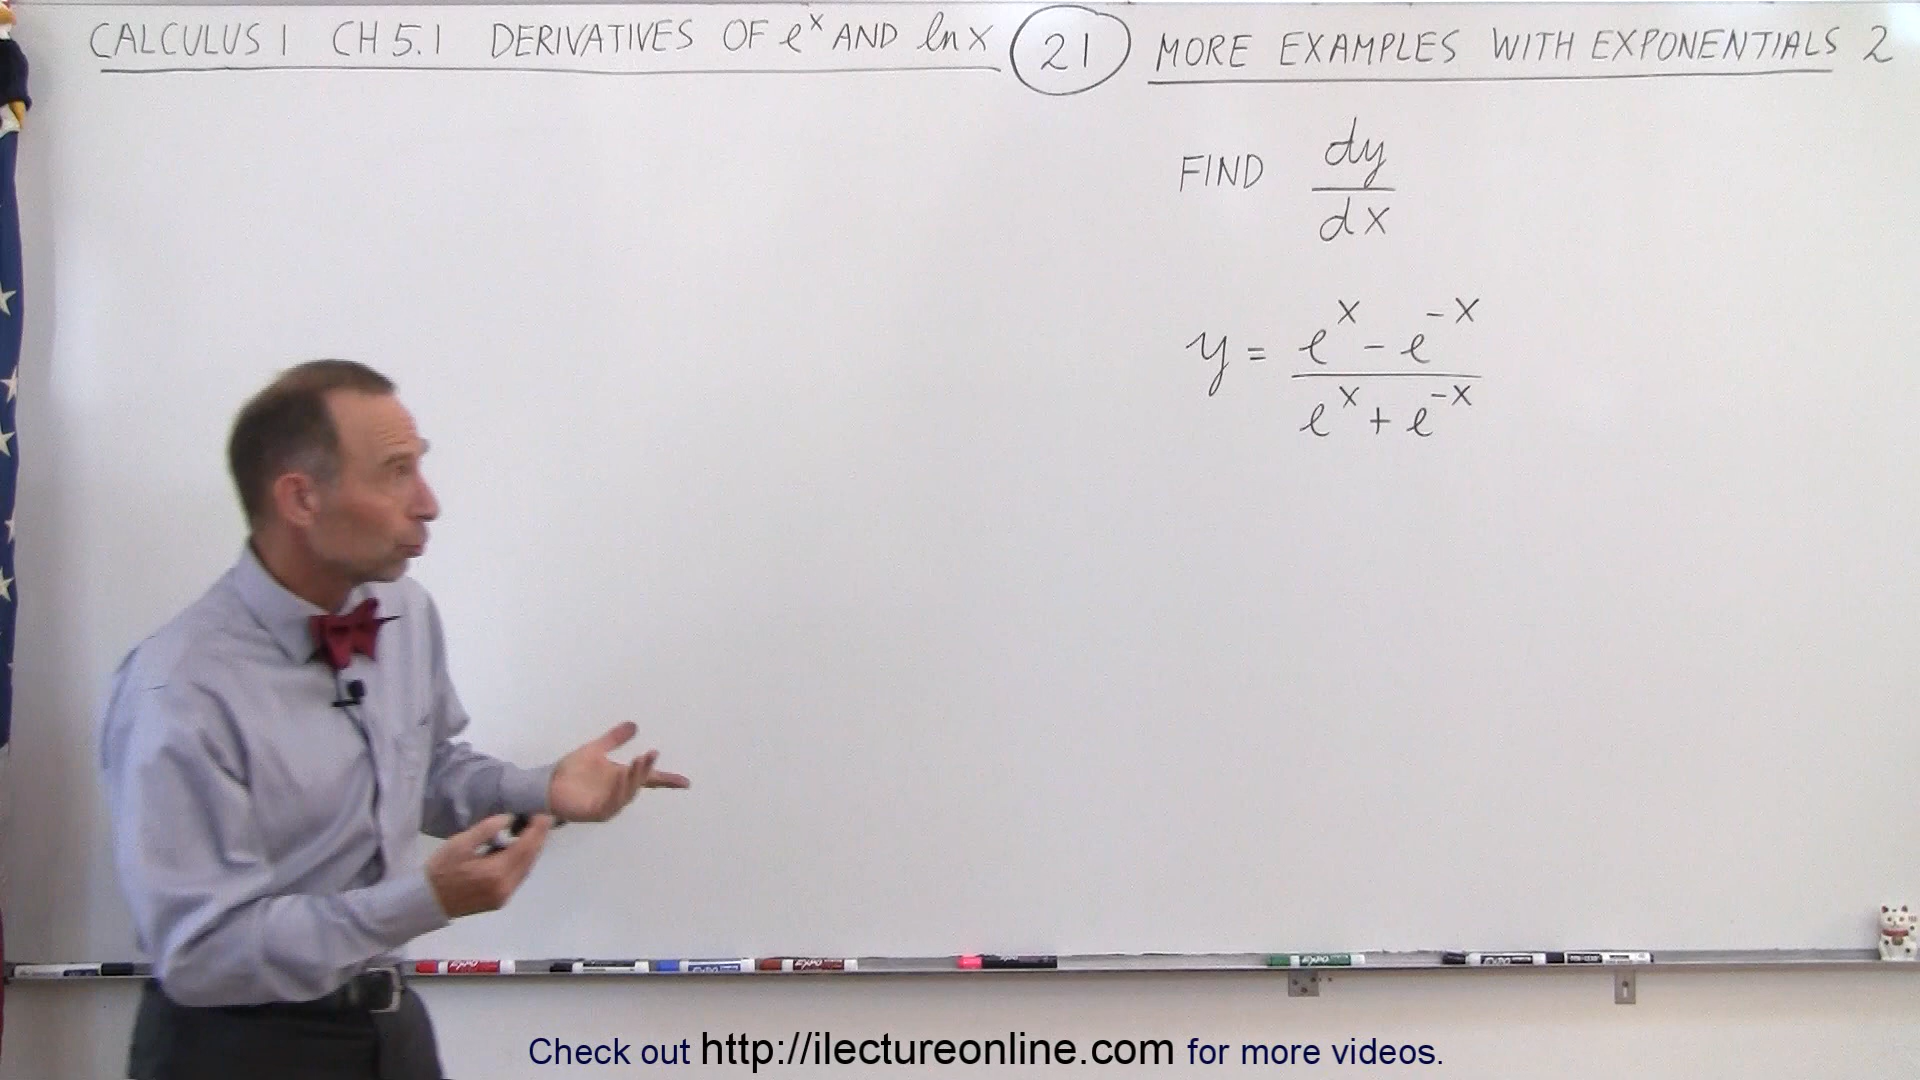 CALCULUS 1 CH 5.1 DERIVATIVES OF e^x AND ln x 21 MORE EXAMPLES WITH EXPONENTIALS 2
FIND dy/dx
y = (e^x - e^-x)/(e^x + e^-x)
Check out http://ilectureonline.com for more videos.